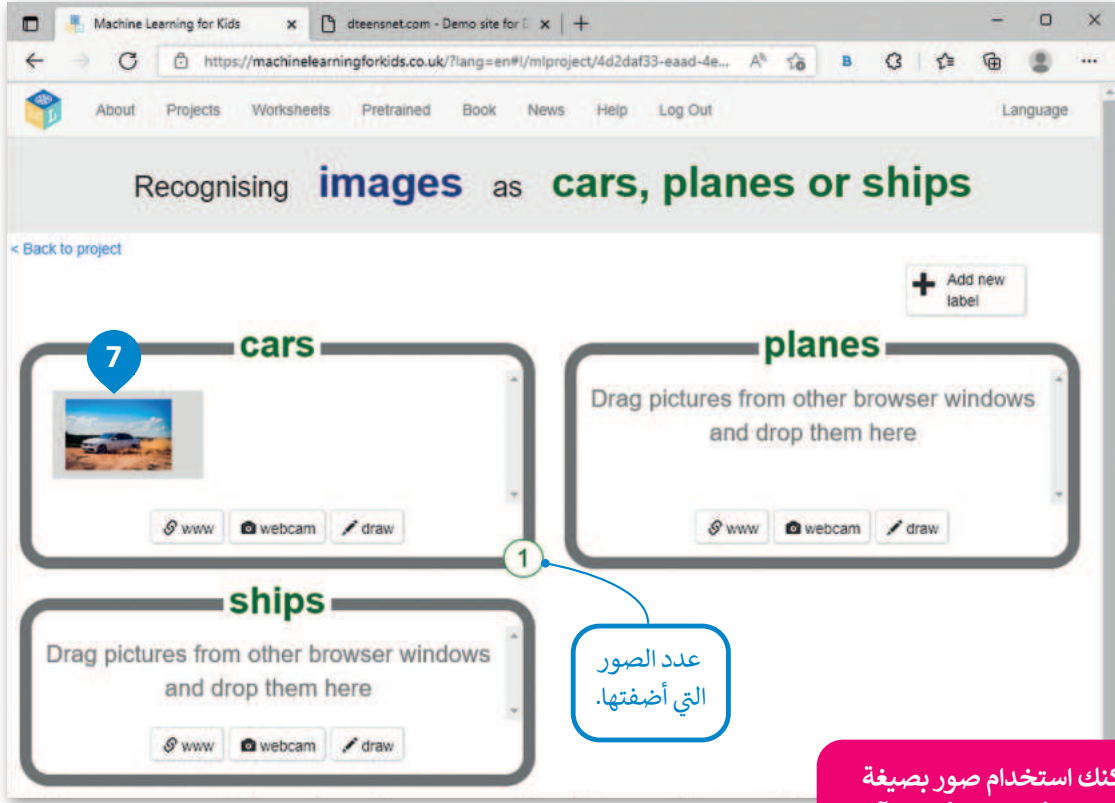 Machine Learning for Kids
dteensnet.com - Demo site for E
https://machinelearningforkids.co.uk/?lang=en#!/mlproject/4d2daf33-eaad-4e...
About Projects Worksheets Pretrained Book News Help Log Out Language
Recognising images as cars, planes or ships
< Back to project
Add new
label
7
cars
www webcam draw
1
planes
Drag pictures from other browser windows
and drop them here
www webcam draw
ships
Drag pictures from other browser windows
and drop them here
www webcam draw
عدد الصور
التي أضفتها.
استخدام صور بصيغة